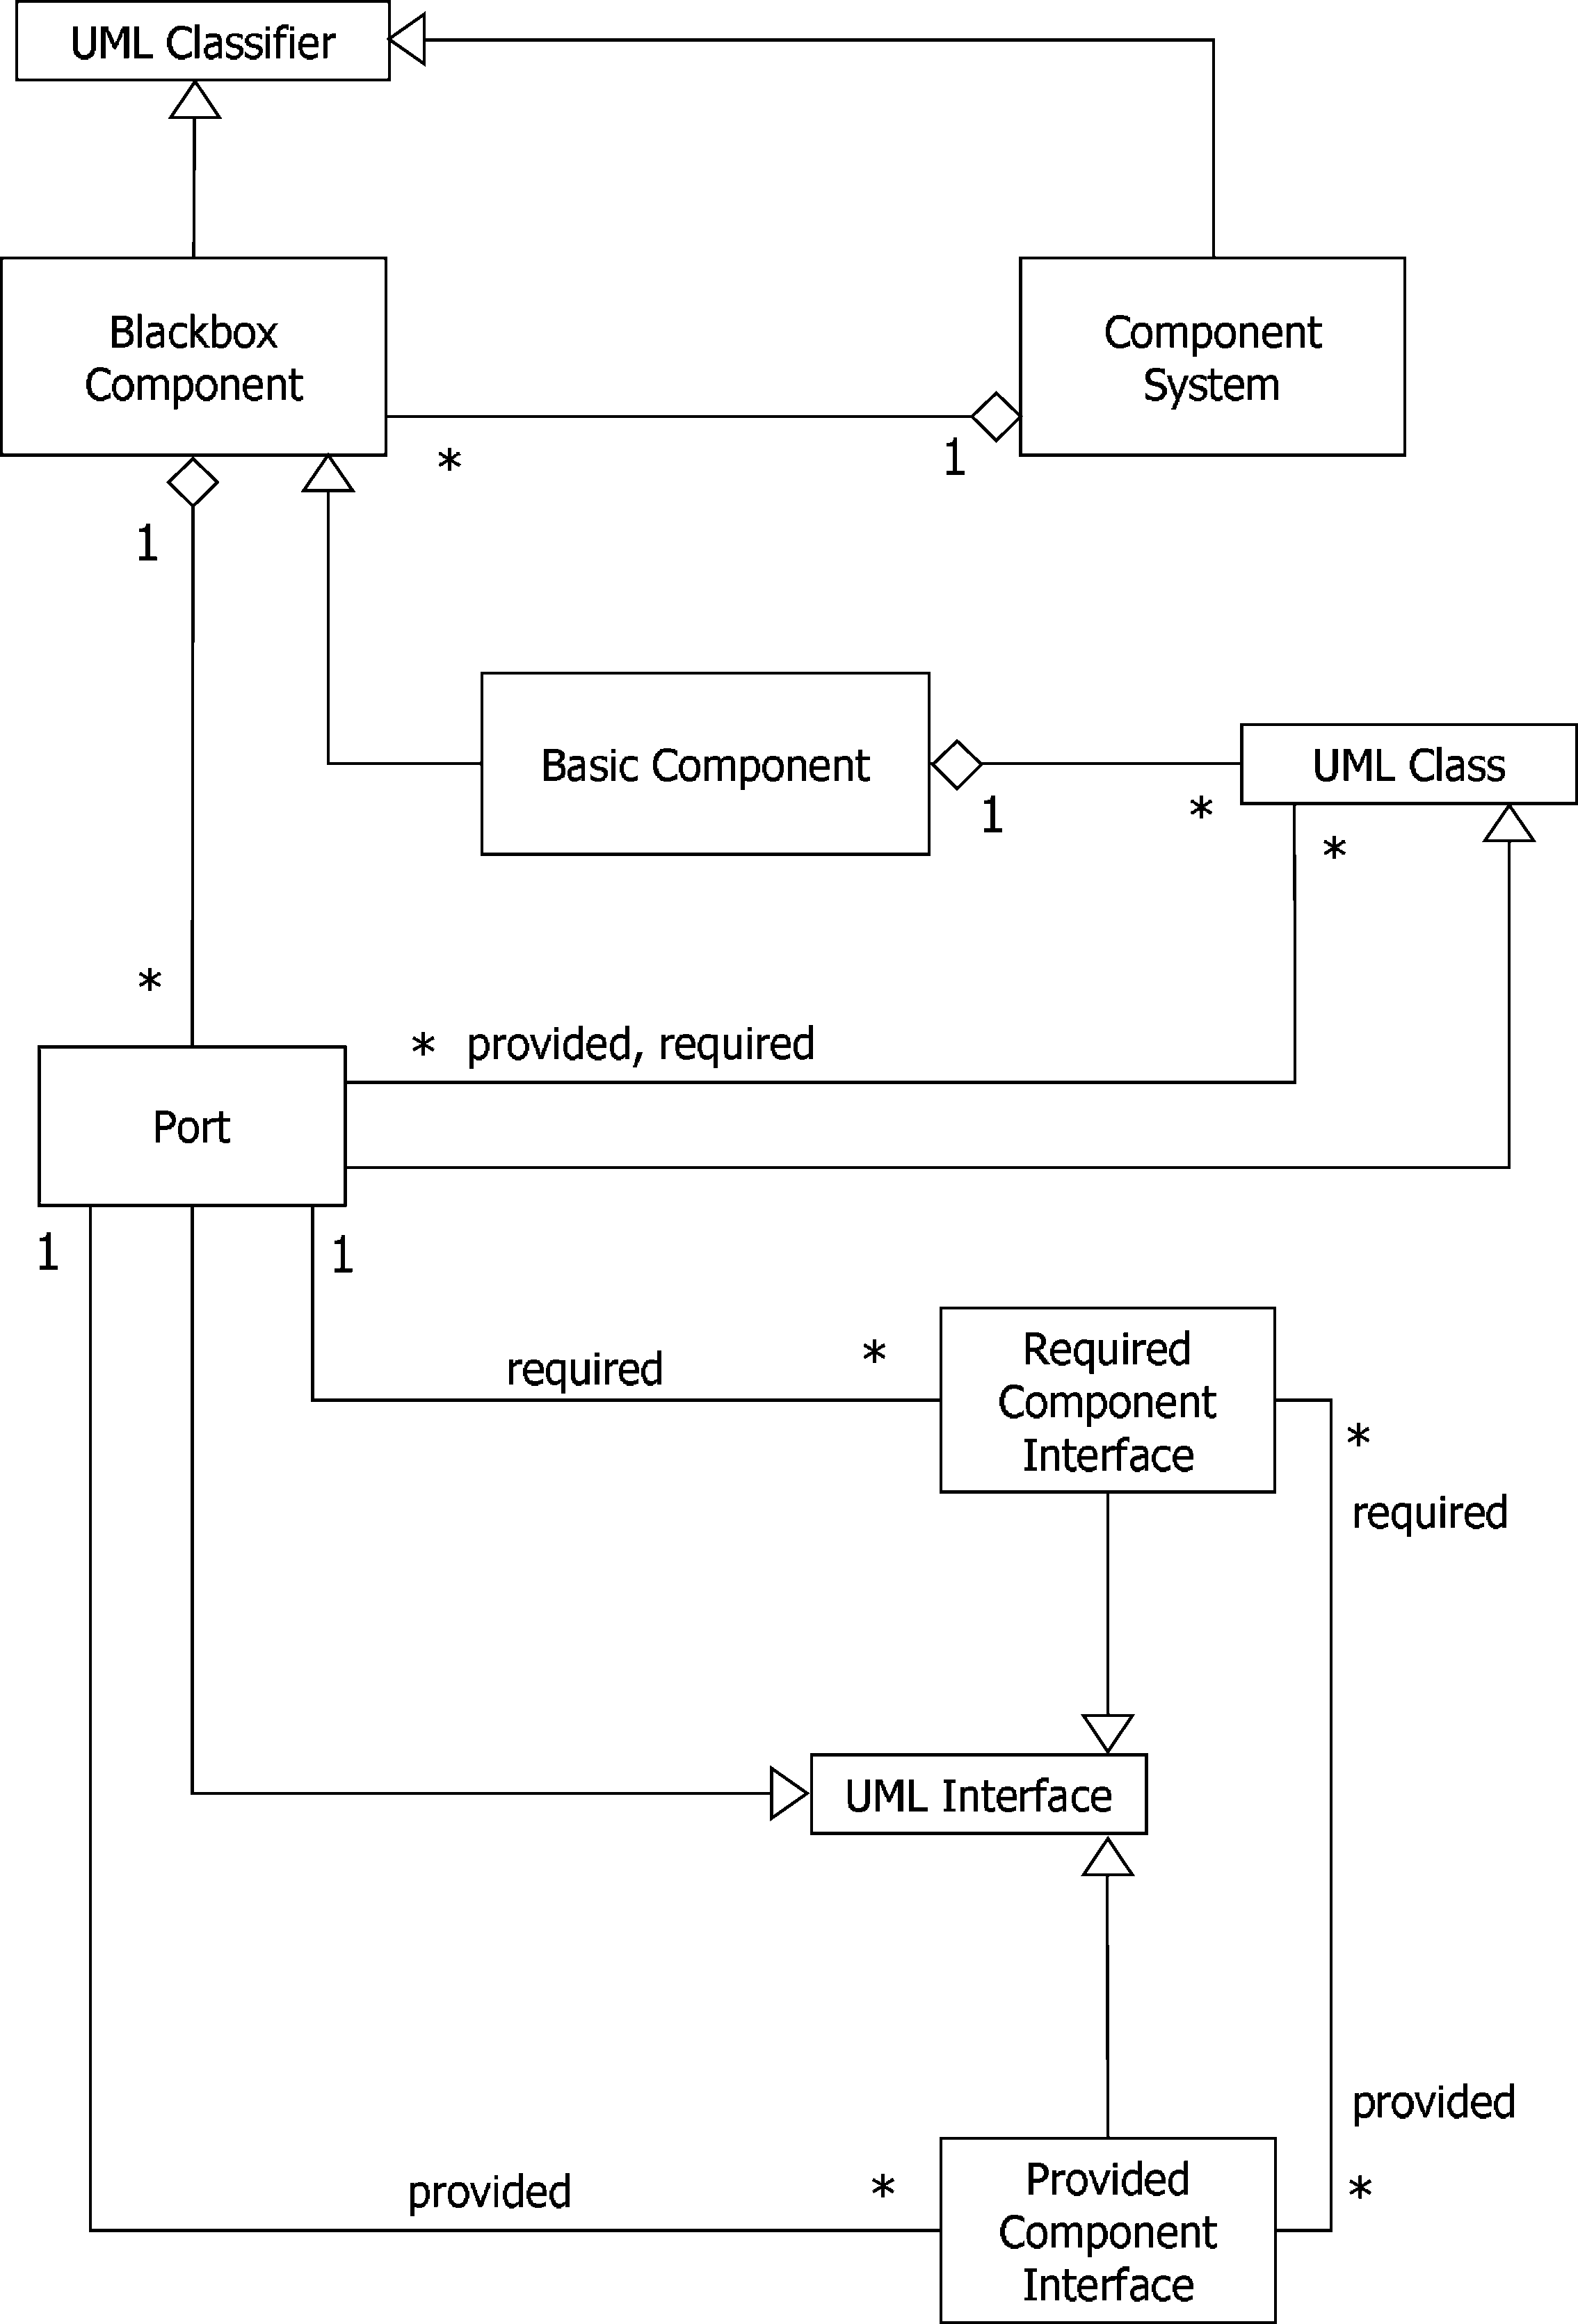 UML Classifier
Blackbox
Component
Component
System
*
1
1
Basic Component
UML Class
1
*
*
*
* provided, required
Port
1
1
required
*
Required
Component
Interface
*
required
UML Interface
provided
provided
*
Provided
Component
Interface
*